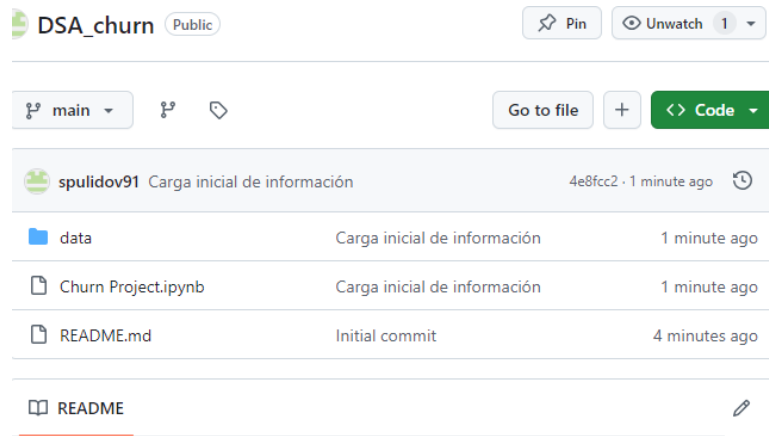 DSA_churn Public Pin Unwatch 1
main Go to file + <> Code
spulidov91 Carga inicial de información 4e8fcc2 · 1 minute ago
data Carga inicial de información 1 minute ago
Churn Project.ipynb Carga inicial de información 1 minute ago
README.md Initial commit 4 minutes ago
README